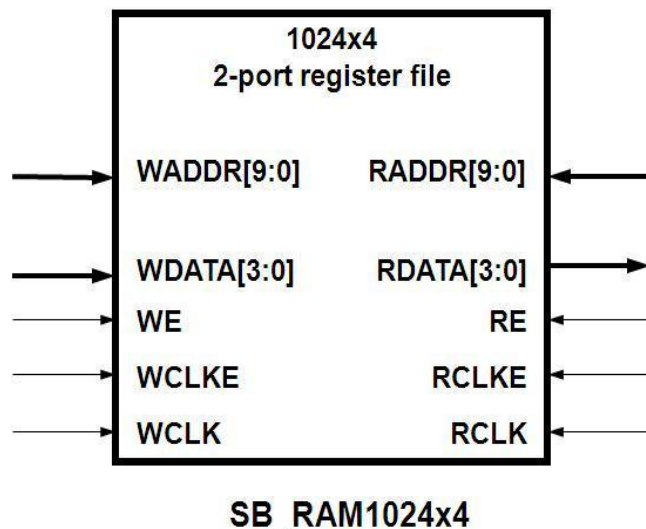 1024x4
2-port register file
WADDR[9:0] RADDR[9:0]
WDATA[3:0] RDATA[3:0]
WE RE
WCLKE RCLKE
WCLK RCLK
SB_RAM1024x4